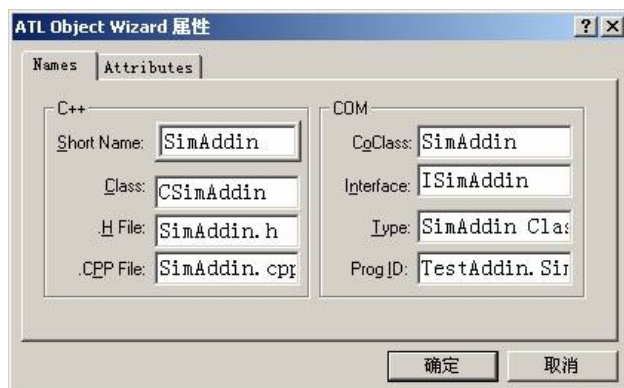 ATL Object Wizard 属性
Names Attributes
C++
Short Name: SimAddin
Class: CSimAddin
.H File: SimAddin.h
.CPP File: SimAddin.cpp
COM
CoClass: SimAddin
Interface: ISimAddin
Type: SimAddin Clas
Prog ID: TestAddin.Sim
确定 取消